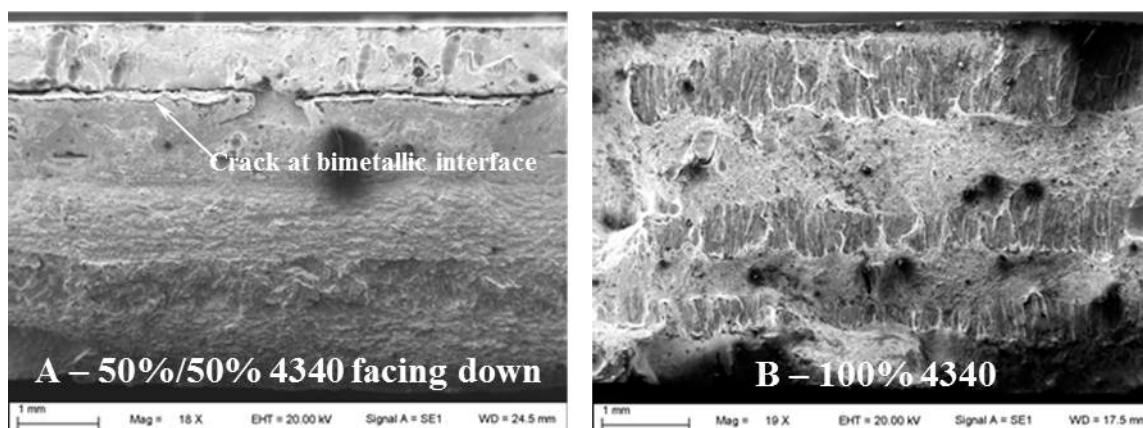 Crack at bimetallic interface
A – 50%/50% 4340 facing down
1 mm
Mag = 18 X
EHT = 20.00 kV
Signal A = SE1
WD = 24.5 mm
B – 100% 4340
1 mm
Mag = 19 X
EHT = 20.00 kV
Signal A = SE1
WD = 17.5 mm